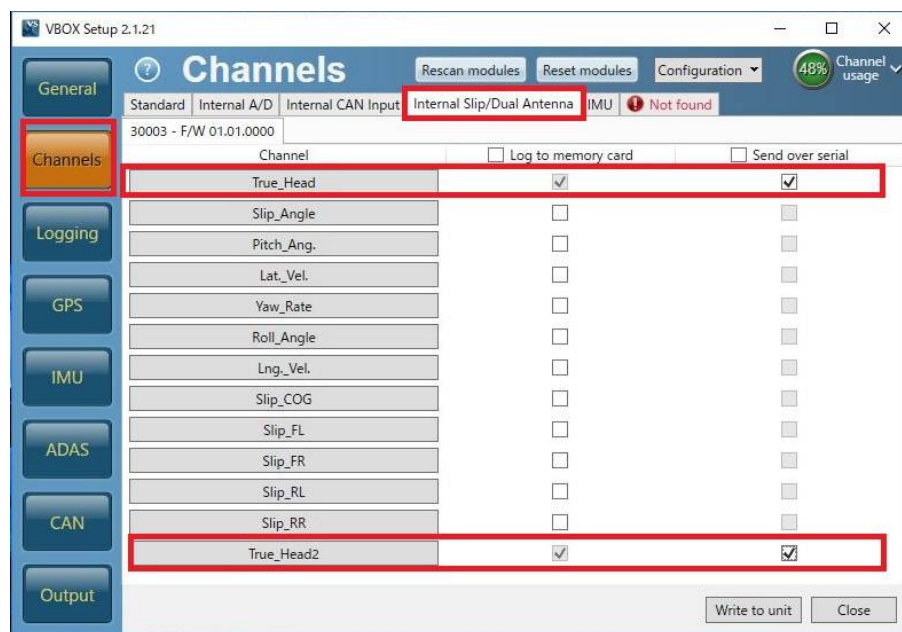 VBOX Setup 2.1.21
General
Channels
Logging
GPS
IMU
ADAS
CAN
Output
? Channels Rescan modules Reset modules Configuration 48% Channel usage
Standard Internal A/D Internal CAN Input Internal Slip/Dual Antenna IMU Not found
30003 - F/W 01.01.0000
Channel Log to memory card Send over serial
True_Head
Slip_Angle
Pitch_Ang.
Lat._Vel.
Yaw_Rate
Roll_Angle
Lng._Vel.
Slip_COG
Slip_FL
Slip_FR
Slip_RL
Slip_RR
True_Head2
Write to unit Close